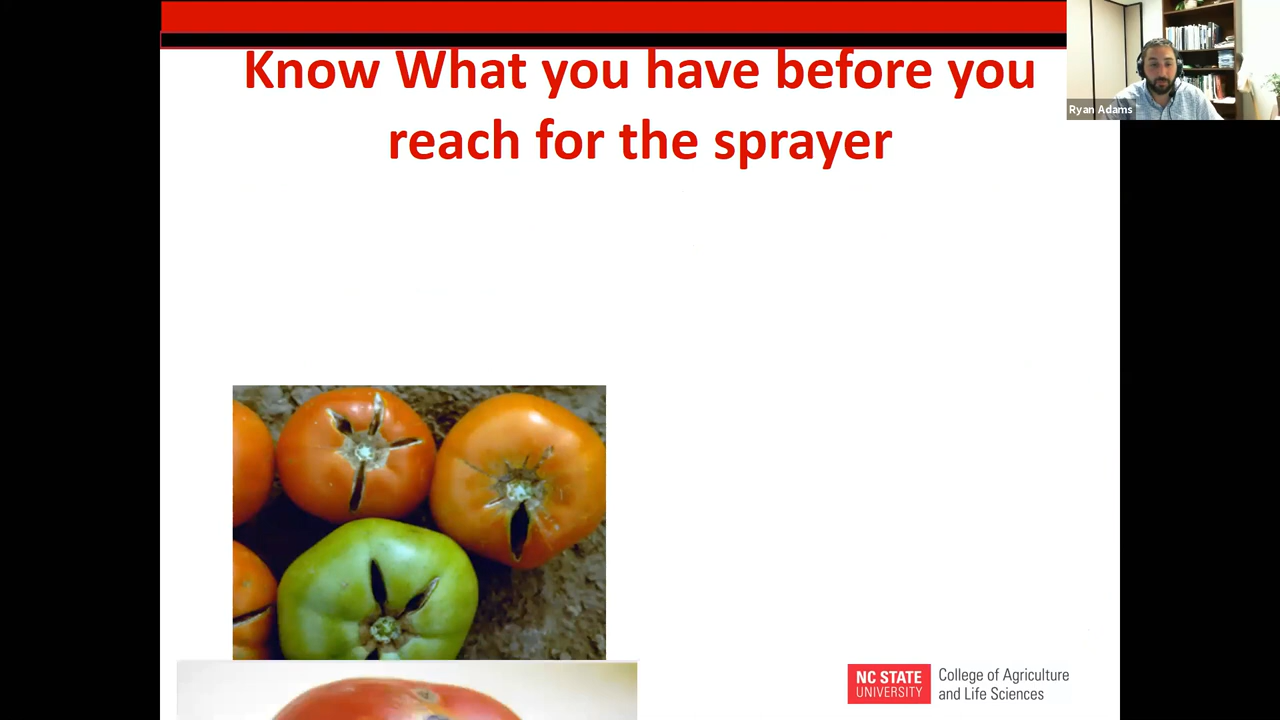 Know What you have before you
reach for the sprayer
Ryan Adams
NC STATE
UNIVERSITY
College of Agriculture
and Life Sciences